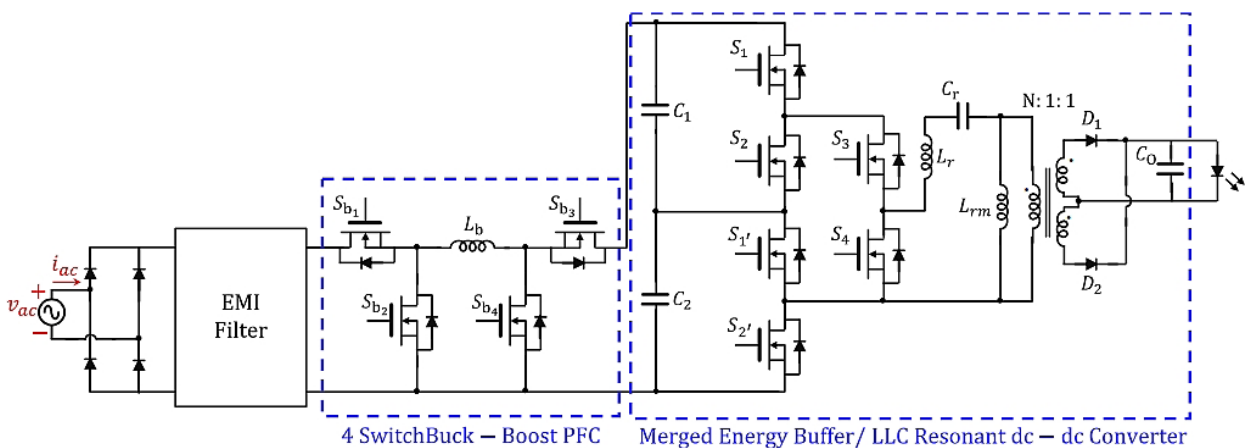 S1
C1
S2
S3
Cr
Lr
N: 1: 1
D1
CO
Lrm
Sb1
Lb
Sb3
Sb2
Sb4
S1'
S4
C2
S2'
D2
iac
+
vac
−
EMI
Filter
4 SwitchBuck − Boost PFC
Merged Energy Buffer/ LLC Resonant dc − dc Converter